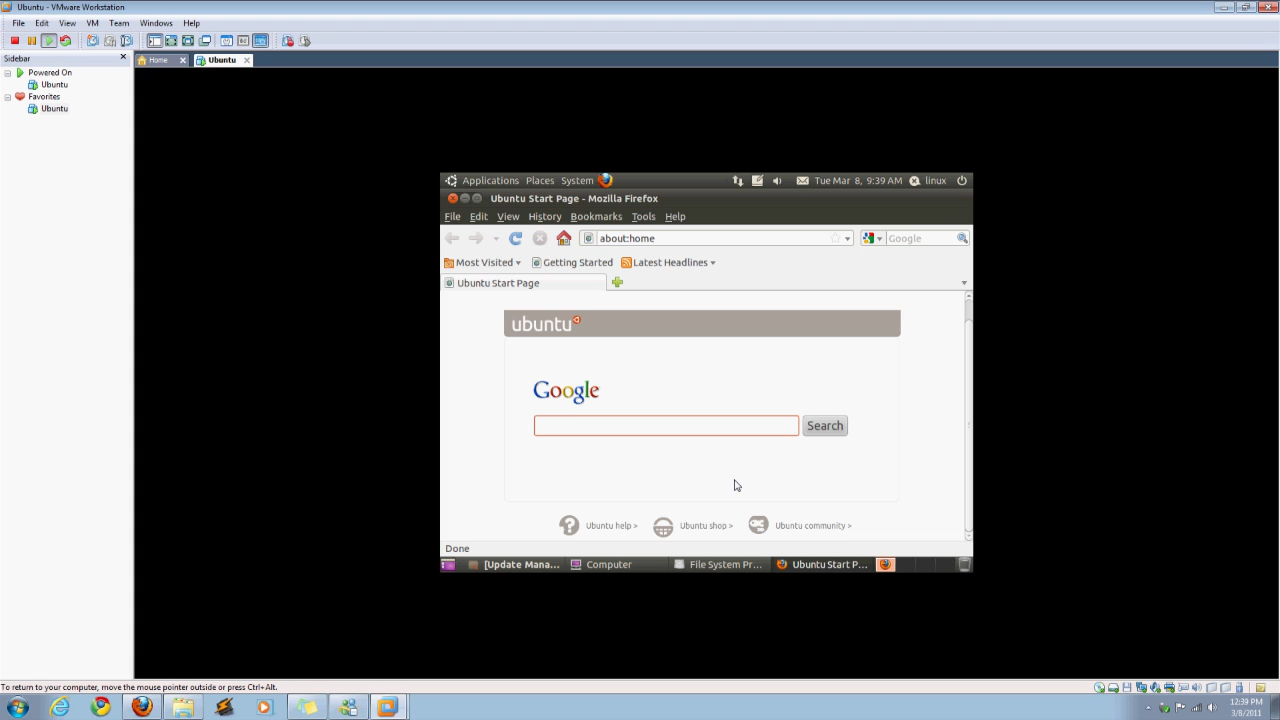 Ubuntu - VMware Workstation
File Edit View VM Team Windows Help
Sidebar
Home Ubuntu
Powered On
Ubuntu
Favorites
Ubuntu
Applications Places System Tue Mar 8, 9:39 AM linux
Ubuntu Start Page - Mozilla Firefox
File Edit View History Bookmarks Tools Help
about:home Google
Most Visited Getting Started Latest Headlines
Ubuntu Start Page
ubuntu
Google
Search
Ubuntu help > Ubuntu shop > Ubuntu community >
Done
[Update Mana... Computer File System Pr... Ubuntu Start P...
To return to your computer, move the mouse pointer outside or press Ctrl+Alt.
12:39 PM
3/8/2011